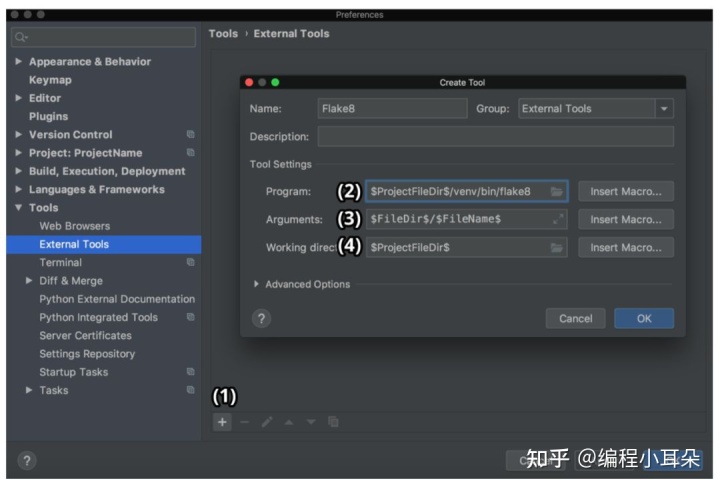 Preferences
Tools › External Tools
Appearance & Behavior
Keymap
Editor
Plugins
Version Control
Project: ProjectName
Build, Execution, Deployment
Languages & Frameworks
Tools
Web Browsers
External Tools
Terminal
Diff & Merge
Python External Documentation
Python Integrated Tools
Server Certificates
Settings Repository
Startup Tasks
Tasks
Create Tool
Name: Flake8 Group: External Tools
Description:
Tool Settings
Program: (2) $ProjectFileDir$/venv/bin/flake8 Insert Macro...
Arguments: (3) $FileDir$/$FileName$ Insert Macro...
Working direc (4) $ProjectFileDir$ Insert Macro...
Advanced Options
? Cancel OK
(1)
+
?
知乎 @编程小耳朵